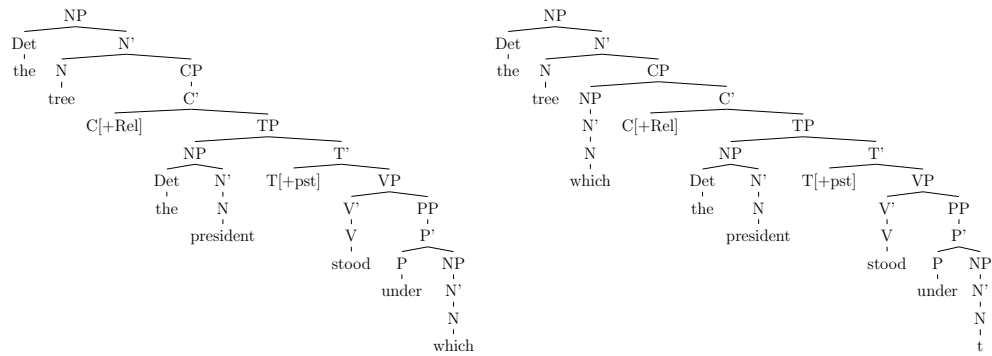 NP NP
Det N' Det N'
the N CP the N CP
tree C' tree NP C'
C[+Rel] TP N' C[+Rel] TP
NP T' N NP T'
Det N' T[+pst] VP which Det N' T[+pst] VP
the N V' PP the N V' PP
president V P' president V P'
stood P NP stood P NP
under N' under N'
N N
which t